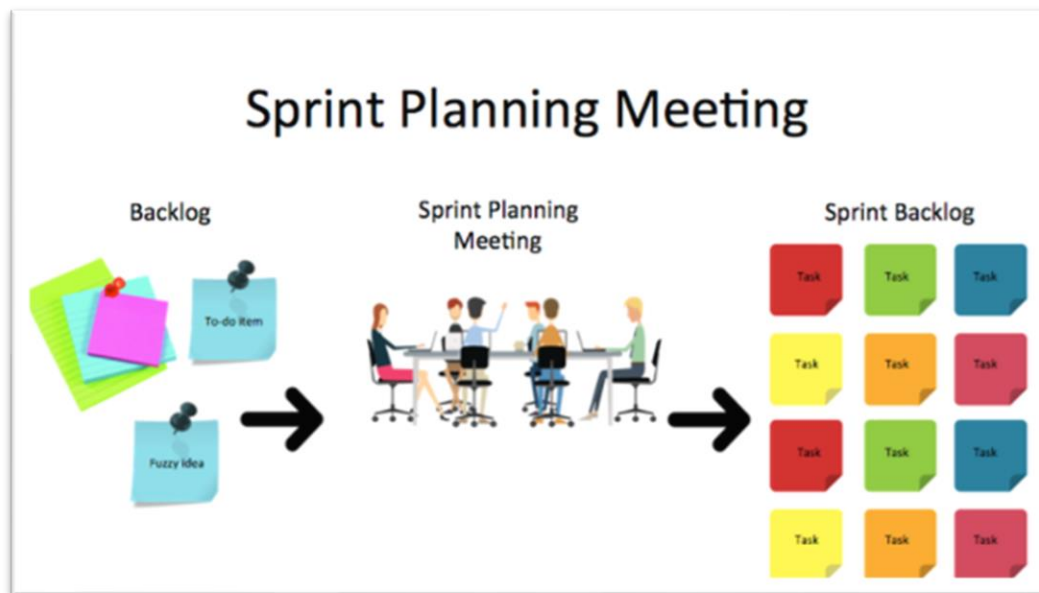 Sprint Planning Meeting
Backlog
To-do item
Fuzzy Idea
Sprint Planning
Meeting
Sprint Backlog
Task Task Task
Task Task Task
Task Task Task
Task Task Task